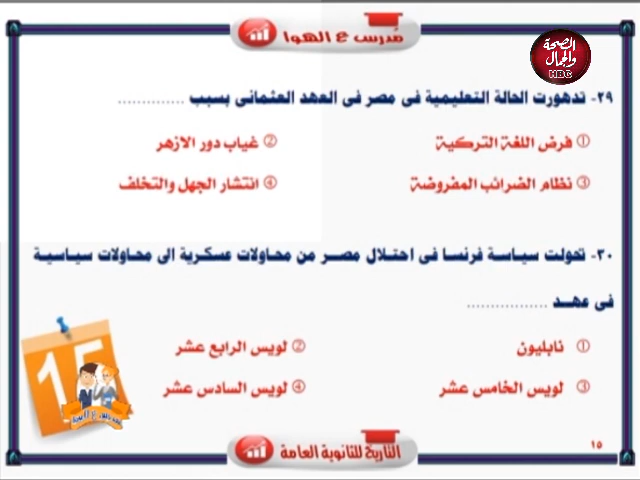 مُدرس ع الهوا
الصحة
والجمال
HBC
٢٩- تدهورت الحالة التعليمية فى مصر فى العهد العثمانى بسبب ..............
① فرض اللغة التركية ② غياب دور الازهر
③ نظام الضرائب المفروضة ④ انتشار الجهل والتخلف
٣٠- تحولت سياسة فرنسا فى احتلال مصر من محاولات عسكرية الى محاولات سياسية
فى عهد ................
① نابليون ② لويس الرابع عشر
③ لويس الخامس عشر ④ لويس السادس عشر
15
١٥
التاريخ للثانوية العامة